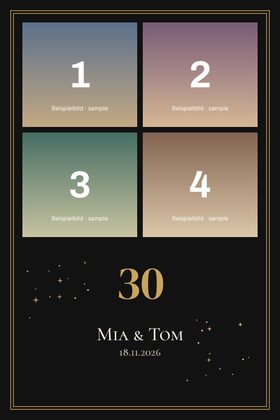 1
Beispielbild - sample
2
Beispielbild - sample
3
Beispielbild - sample
4
Beispielbild - sample
30
Mia & Tom
18.11.2026